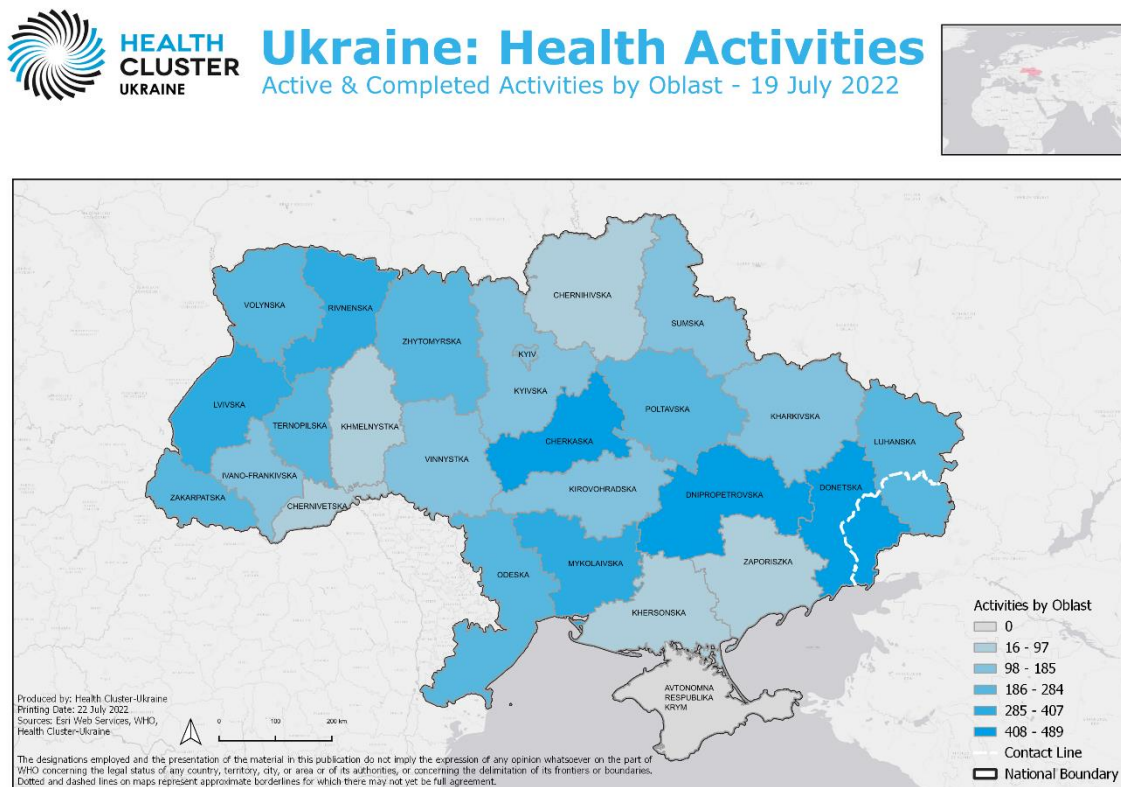 HEALTH
CLUSTER
UKRAINE
Ukraine: Health Activities
Active & Completed Activities by Oblast - 19 July 2022
CHERNIHIVSKA
VOLYNSKA
RIVNENSKA
SUMSKA
ZHYTOMYRSKA
KYIV
KYIVSKA
LVIVSKA
POLTAVSKA
KHARKIVSKA
TERNOPILSKA
KHMELNYSTKA
CHERKASKA
LUHANSKA
VINNYSTKA
IVANO-FRANKIVSKA
KIROVOHRADSKA
DNIPROPETROVSKA
DONETSKA
ZAKARPATSKA
CHERNIVETSKA
ZAPORISZKA
MYKOLAIVSKA
ODESKA
KHERSONSKA
AVTONOMNA
RESPUBLIKA
KRYM
Activities by Oblast
0
16 - 97
98 - 185
186 - 284
285 - 407
408 - 489
Contact Line
National Boundary
Produced by: Health Cluster-Ukraine
Printing Date: 22 July 2022
Sources: Esri Web Services, WHO,
Health Cluster-Ukraine
0 100 200 km
The designations employed and the presentation of the material in this publication do not imply the expression of any opinion whatsoever on the part of
WHO concerning the legal status of any country, territory, city, or area or of its authorities, or concerning the delimitation of its frontiers or boundaries.
Dotted and dashed lines on maps represent approximate borderlines for which there may not yet be full agreement.